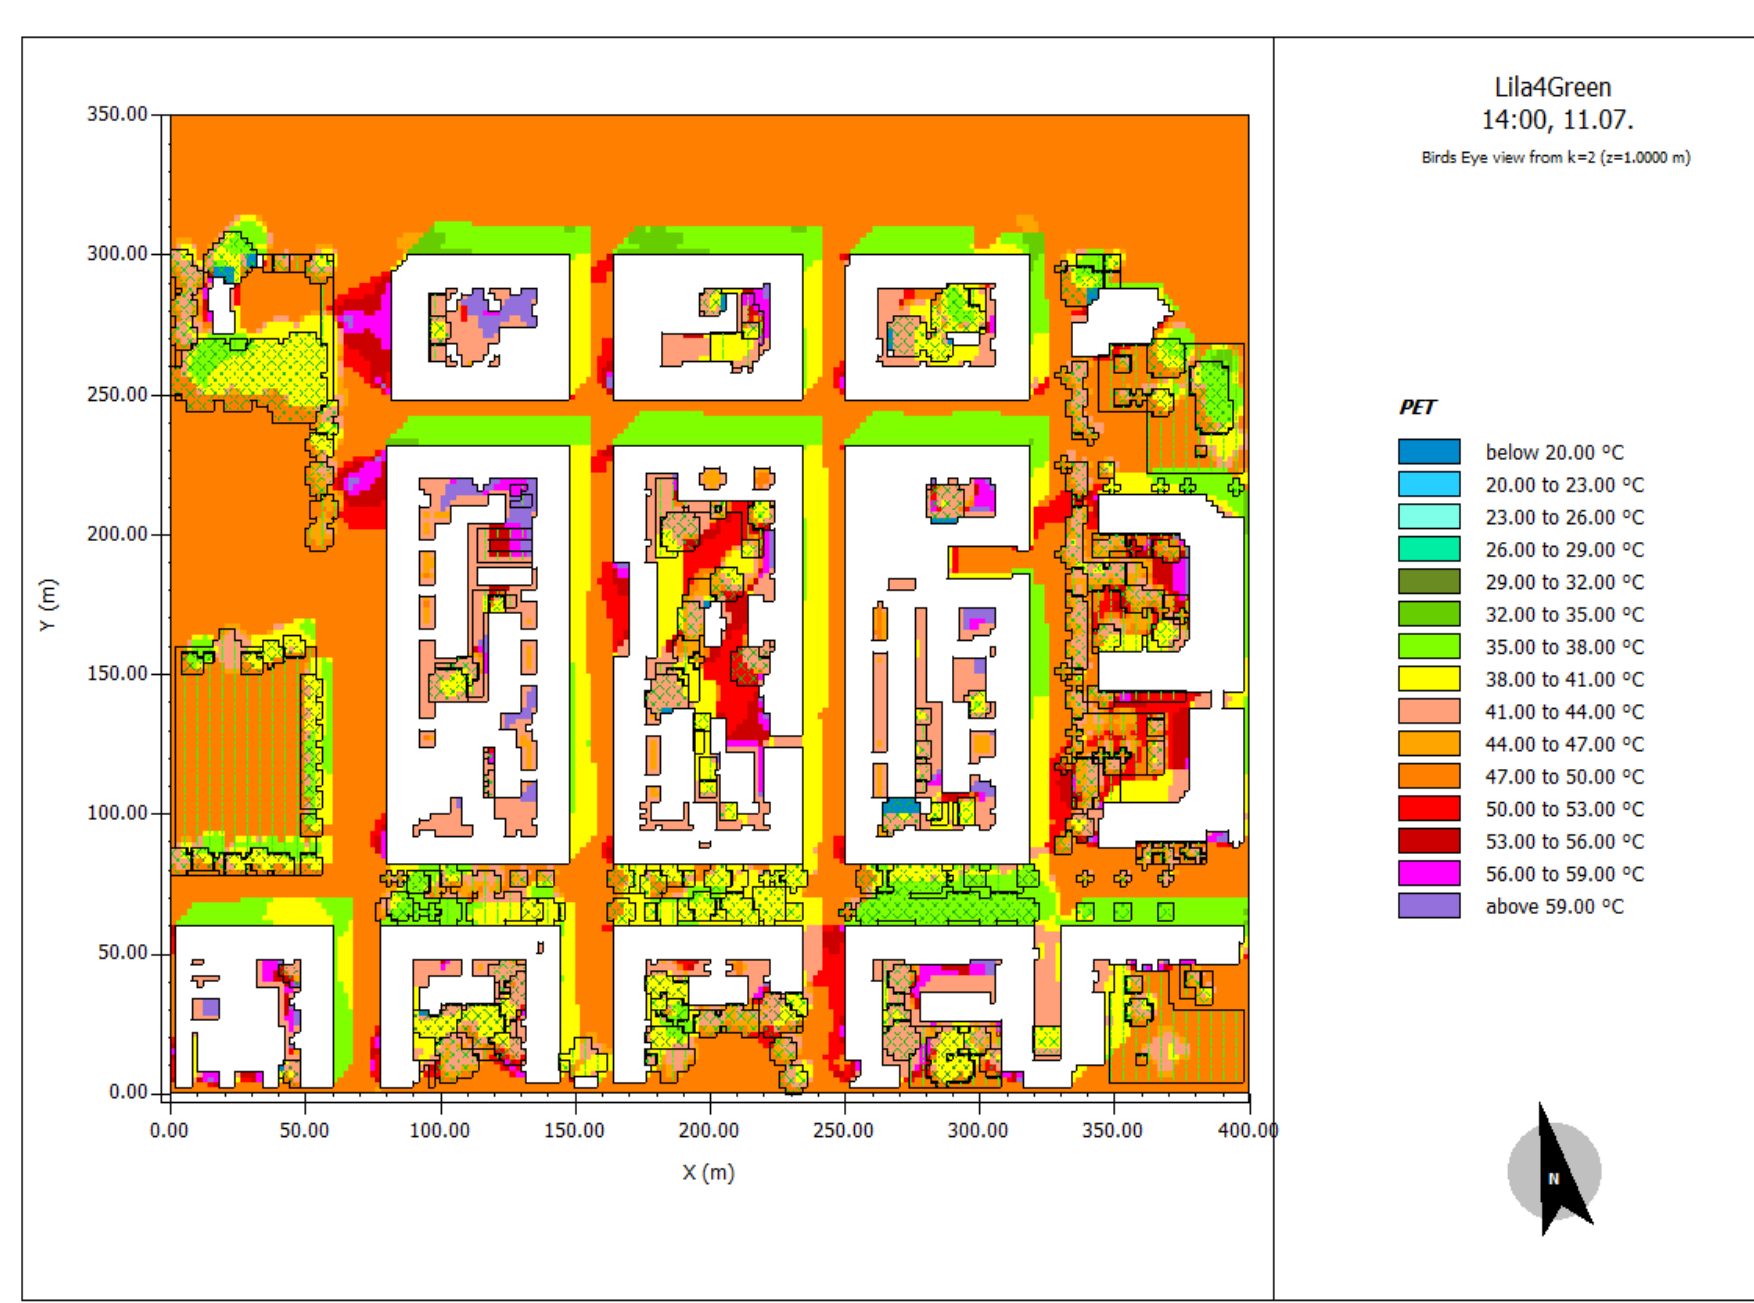 Lila4Green
14:00, 11.07.
Birds Eye view from k=2 (z=1.0000 m)
350.00
300.00
250.00
200.00
150.00
100.00
50.00
0.00
Y (m)
0.00 50.00 100.00 150.00 200.00 250.00 300.00 350.00 400.00
X (m)
PET
below 20.00 °C
20.00 to 23.00 °C
23.00 to 26.00 °C
26.00 to 29.00 °C
29.00 to 32.00 °C
32.00 to 35.00 °C
35.00 to 38.00 °C
38.00 to 41.00 °C
41.00 to 44.00 °C
44.00 to 47.00 °C
47.00 to 50.00 °C
50.00 to 53.00 °C
53.00 to 56.00 °C
56.00 to 59.00 °C
above 59.00 °C
N